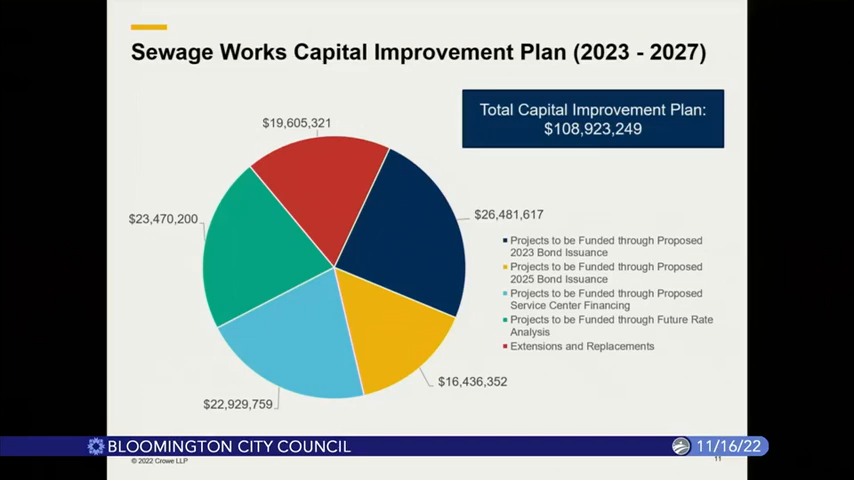 Sewage Works Capital Improvement Plan (2023 - 2027)
Total Capital Improvement Plan:
$108,923,249
$19,605,321
$26,481,617
$23,470,200
$16,436,352
$22,929,759
Projects to be Funded through Proposed
2023 Bond Issuance
Projects to be Funded through Proposed
2025 Bond Issuance
Projects to be Funded through Proposed
Service Center Financing
Projects to be Funded through Future Rate
Analysis
Extensions and Replacements
BLOOMINGTON CITY COUNCIL
11/16/22
© 2022 Crowe LLP
11